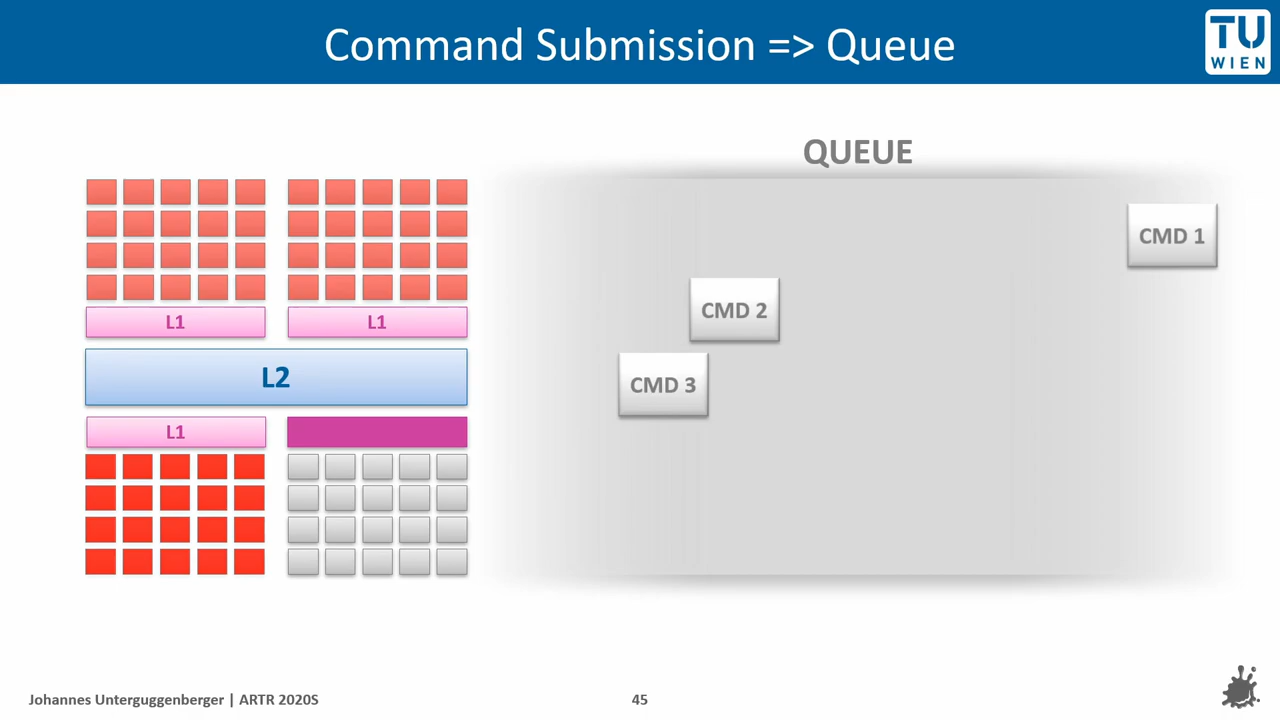 Command Submission => Queue
TU
WIEN
QUEUE
CMD 1
CMD 2
CMD 3
L1
L1
L2
L1
Johannes Unterguggenberger | ARTR 2020S
45